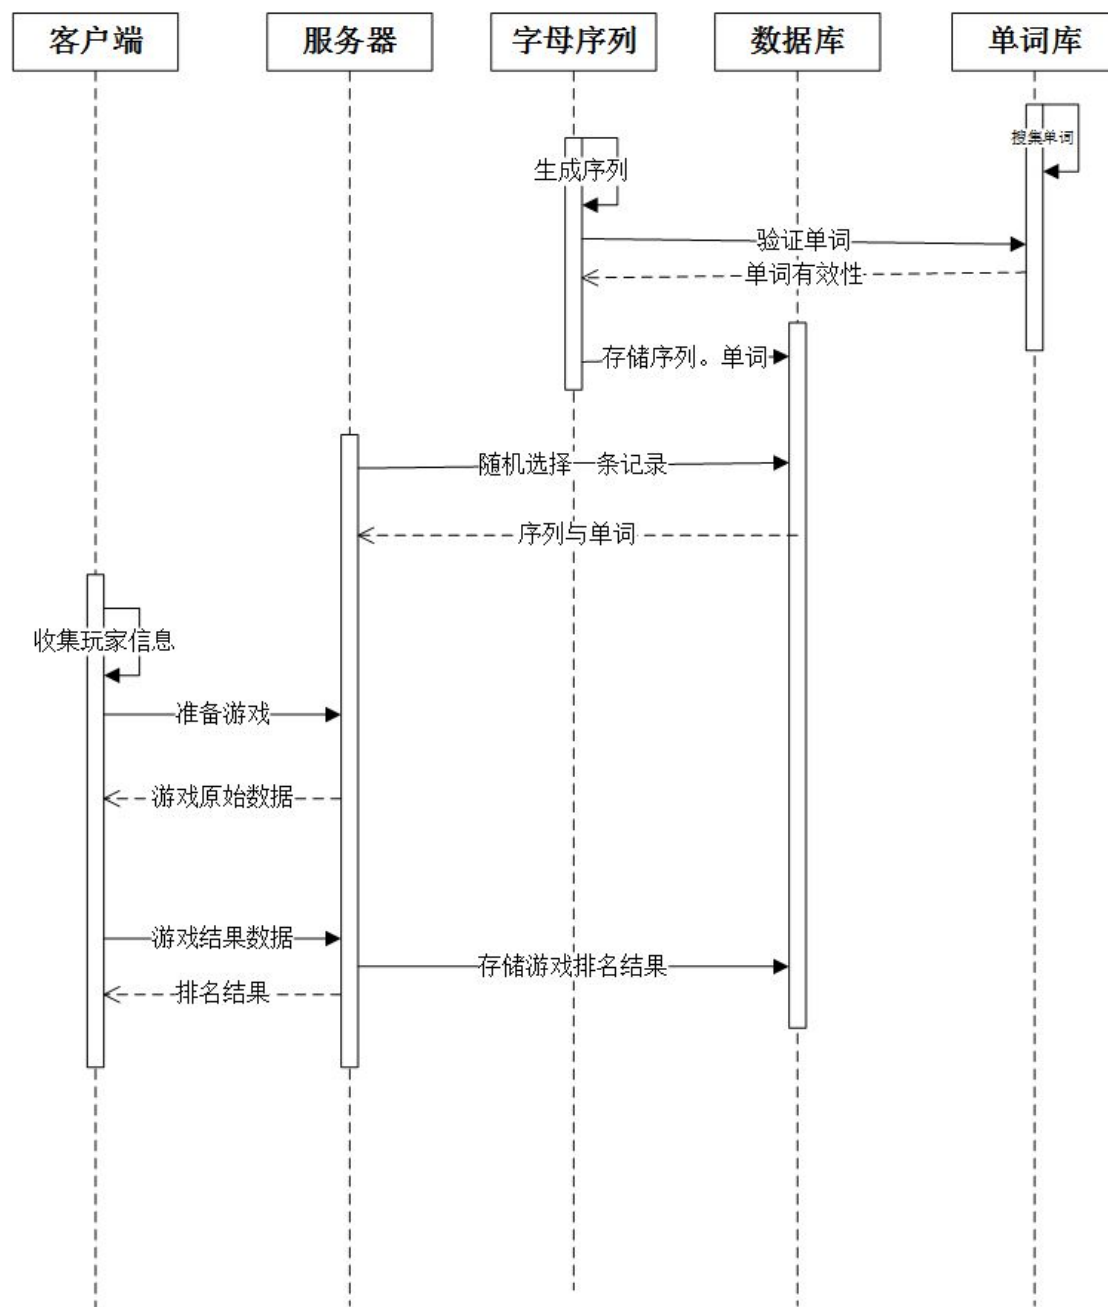 客户端
服务器
字母序列
数据库
单词库
搜集单词
生成序列
验证单词
单词有效性
存储序列。单词
随机选择一条记录
序列与单词
收集玩家信息
准备游戏
游戏原始数据
游戏结果数据
存储游戏排名结果
排名结果